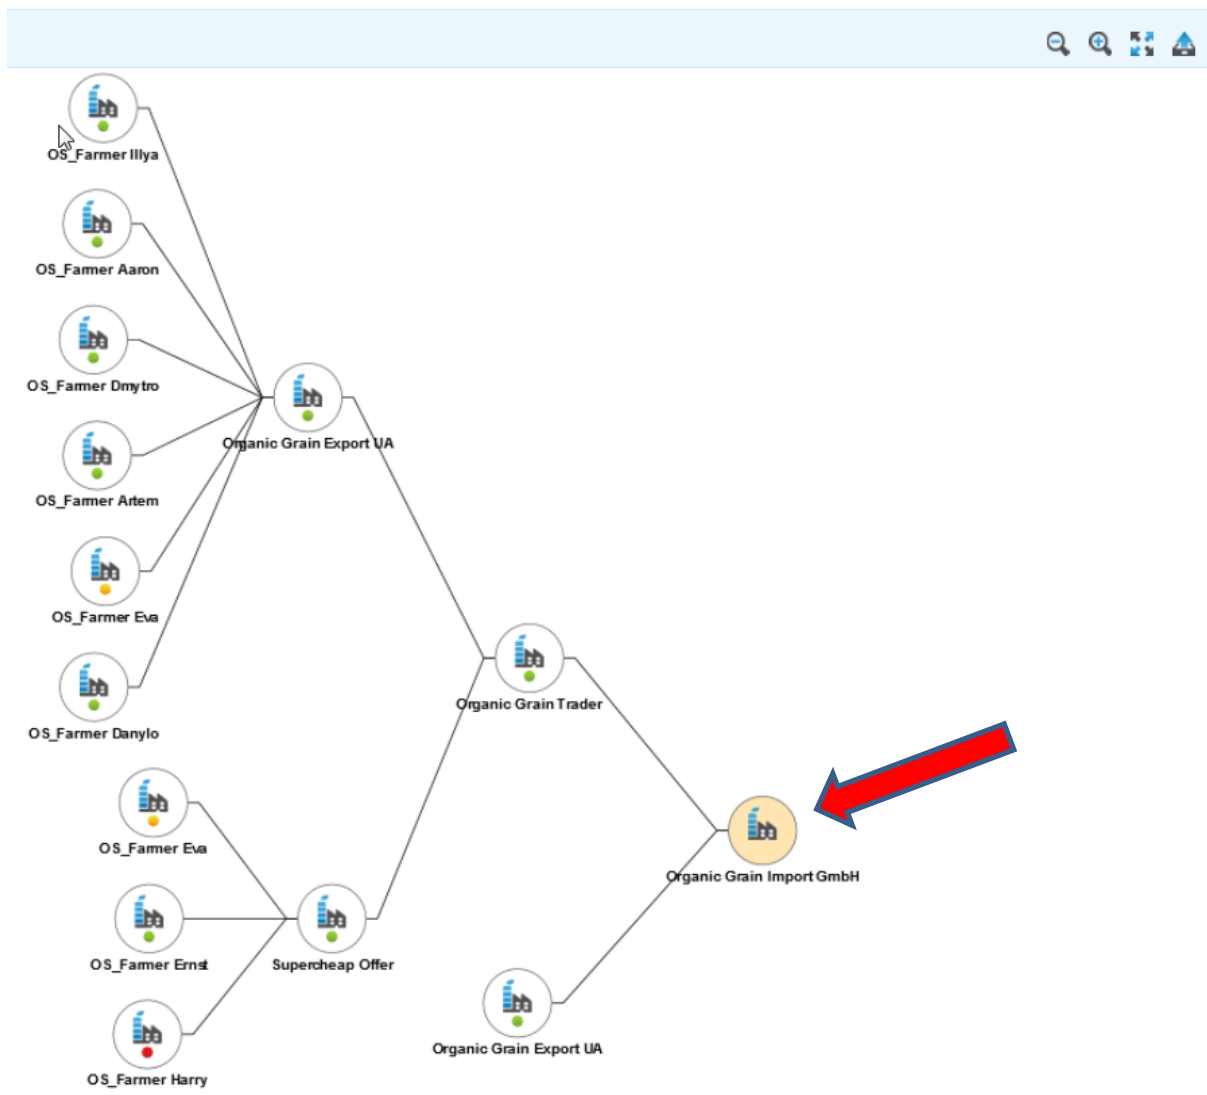 OS_Farmer Illya
OS_Farmer Aaron
OS_Farmer Dmytro
Organic Grain Export UA
OS_Farmer Artem
OS_Farmer Eva
Organic Grain Trader
OS_Farmer Danylo
OS_Farmer Eva
Organic Grain Import GmbH
OS_Farmer Ernst
Supercheap Offer
Organic Grain Export UA
OS_Farmer Harry